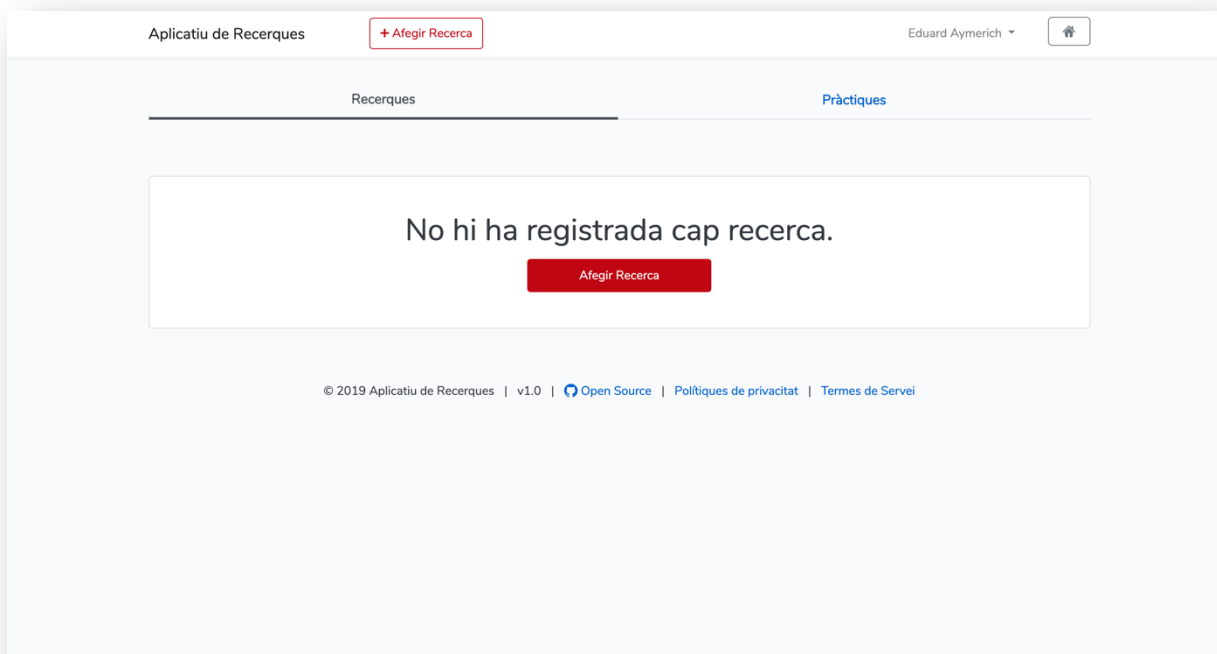 Aplicatiu de Recerques + Afegir Recerca Eduard Aymerich
Recerques Pràctiques
No hi ha registrada cap recerca.
Afegir Recerca
© 2019 Aplicatiu de Recerques | v1.0 | Open Source | Polítiques de privacitat | Termes de Servei